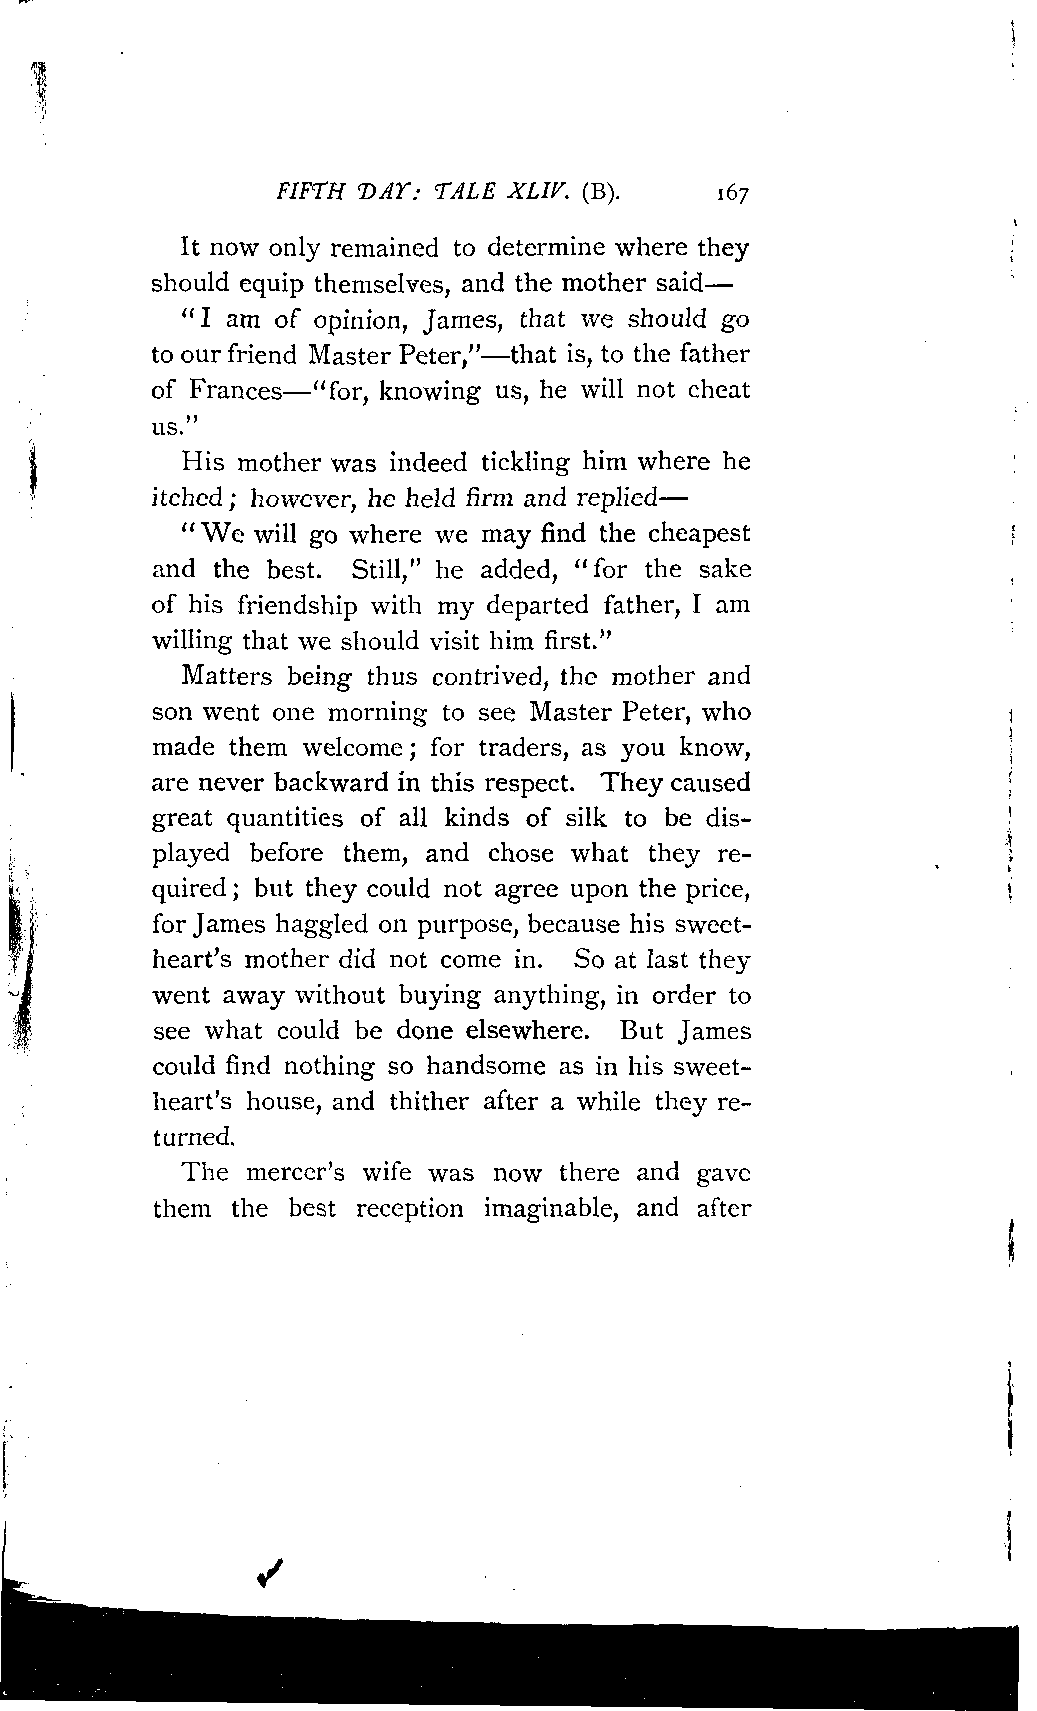 FIFTH DAY: TALE XLIV. (B). 167
It now only remained to determine where they
should equip themselves, and the mother said—
"I am of opinion, James, that we should go
to our friend Master Peter,"—that is, to the father
of Frances—"for, knowing us, he will not cheat
us."
His mother was indeed tickling him where he
itched; however, he held firm and replied—
"We will go where we may find the cheapest
and the best. Still," he added, "for the sake
of his friendship with my departed father, I am
willing that we should visit him first."
Matters being thus contrived, the mother and
son went one morning to see Master Peter, who
made them welcome; for traders, as you know,
are never backward in this respect. They caused
great quantities of all kinds of silk to be dis-
played before them, and chose what they re-
quired; but they could not agree upon the price,
for James haggled on purpose, because his sweet-
heart's mother did not come in. So at last they
went away without buying anything, in order to
see what could be done elsewhere. But James
could find nothing so handsome as in his sweet-
heart's house, and thither after a while they re-
turned.
The mercer's wife was now there and gave
them the best reception imaginable, and after